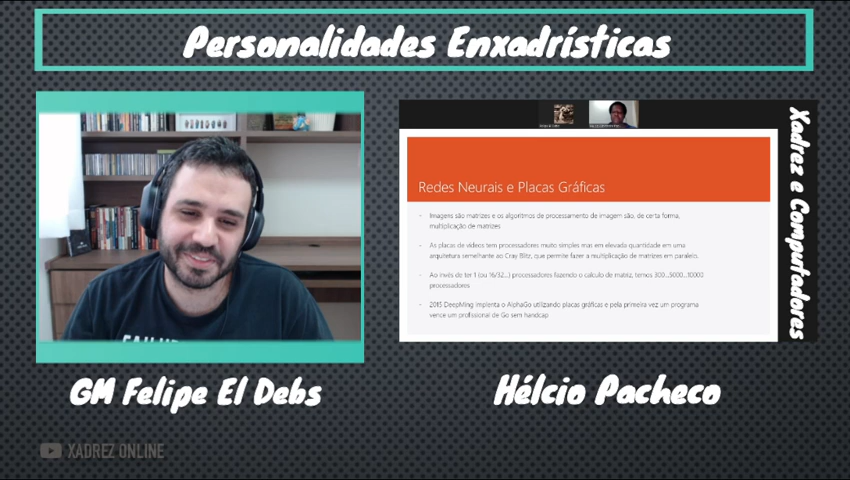 Personalidades Enxadrísticas
Redes Neurais e Placas Gráficas
- Imagens são matrizes e os algoritmos de processamento de imagem são, de certa forma,
multiplicação de matrizes
- As placas de vídeos tem processadores muito simples mas em elevada quantidade em uma
arquitetura semelhante ao Cray Blitz, que permite fazer a multiplicação de matrizes em paralelo.
- Ao invés de ter 1 (ou 16/32...) processadores fazendo o calculo de matriz, temos 300...5000...10000
processadores
- 2015 DeepMing Implenta o AlphaGo utilizando placas gráficas e pela primeira vez um programa
vence um profissional de Go sem handicap
Xadrez e Computadores
GM Felipe El Debs
Hélcio Pacheco
XADREZ ONLINE